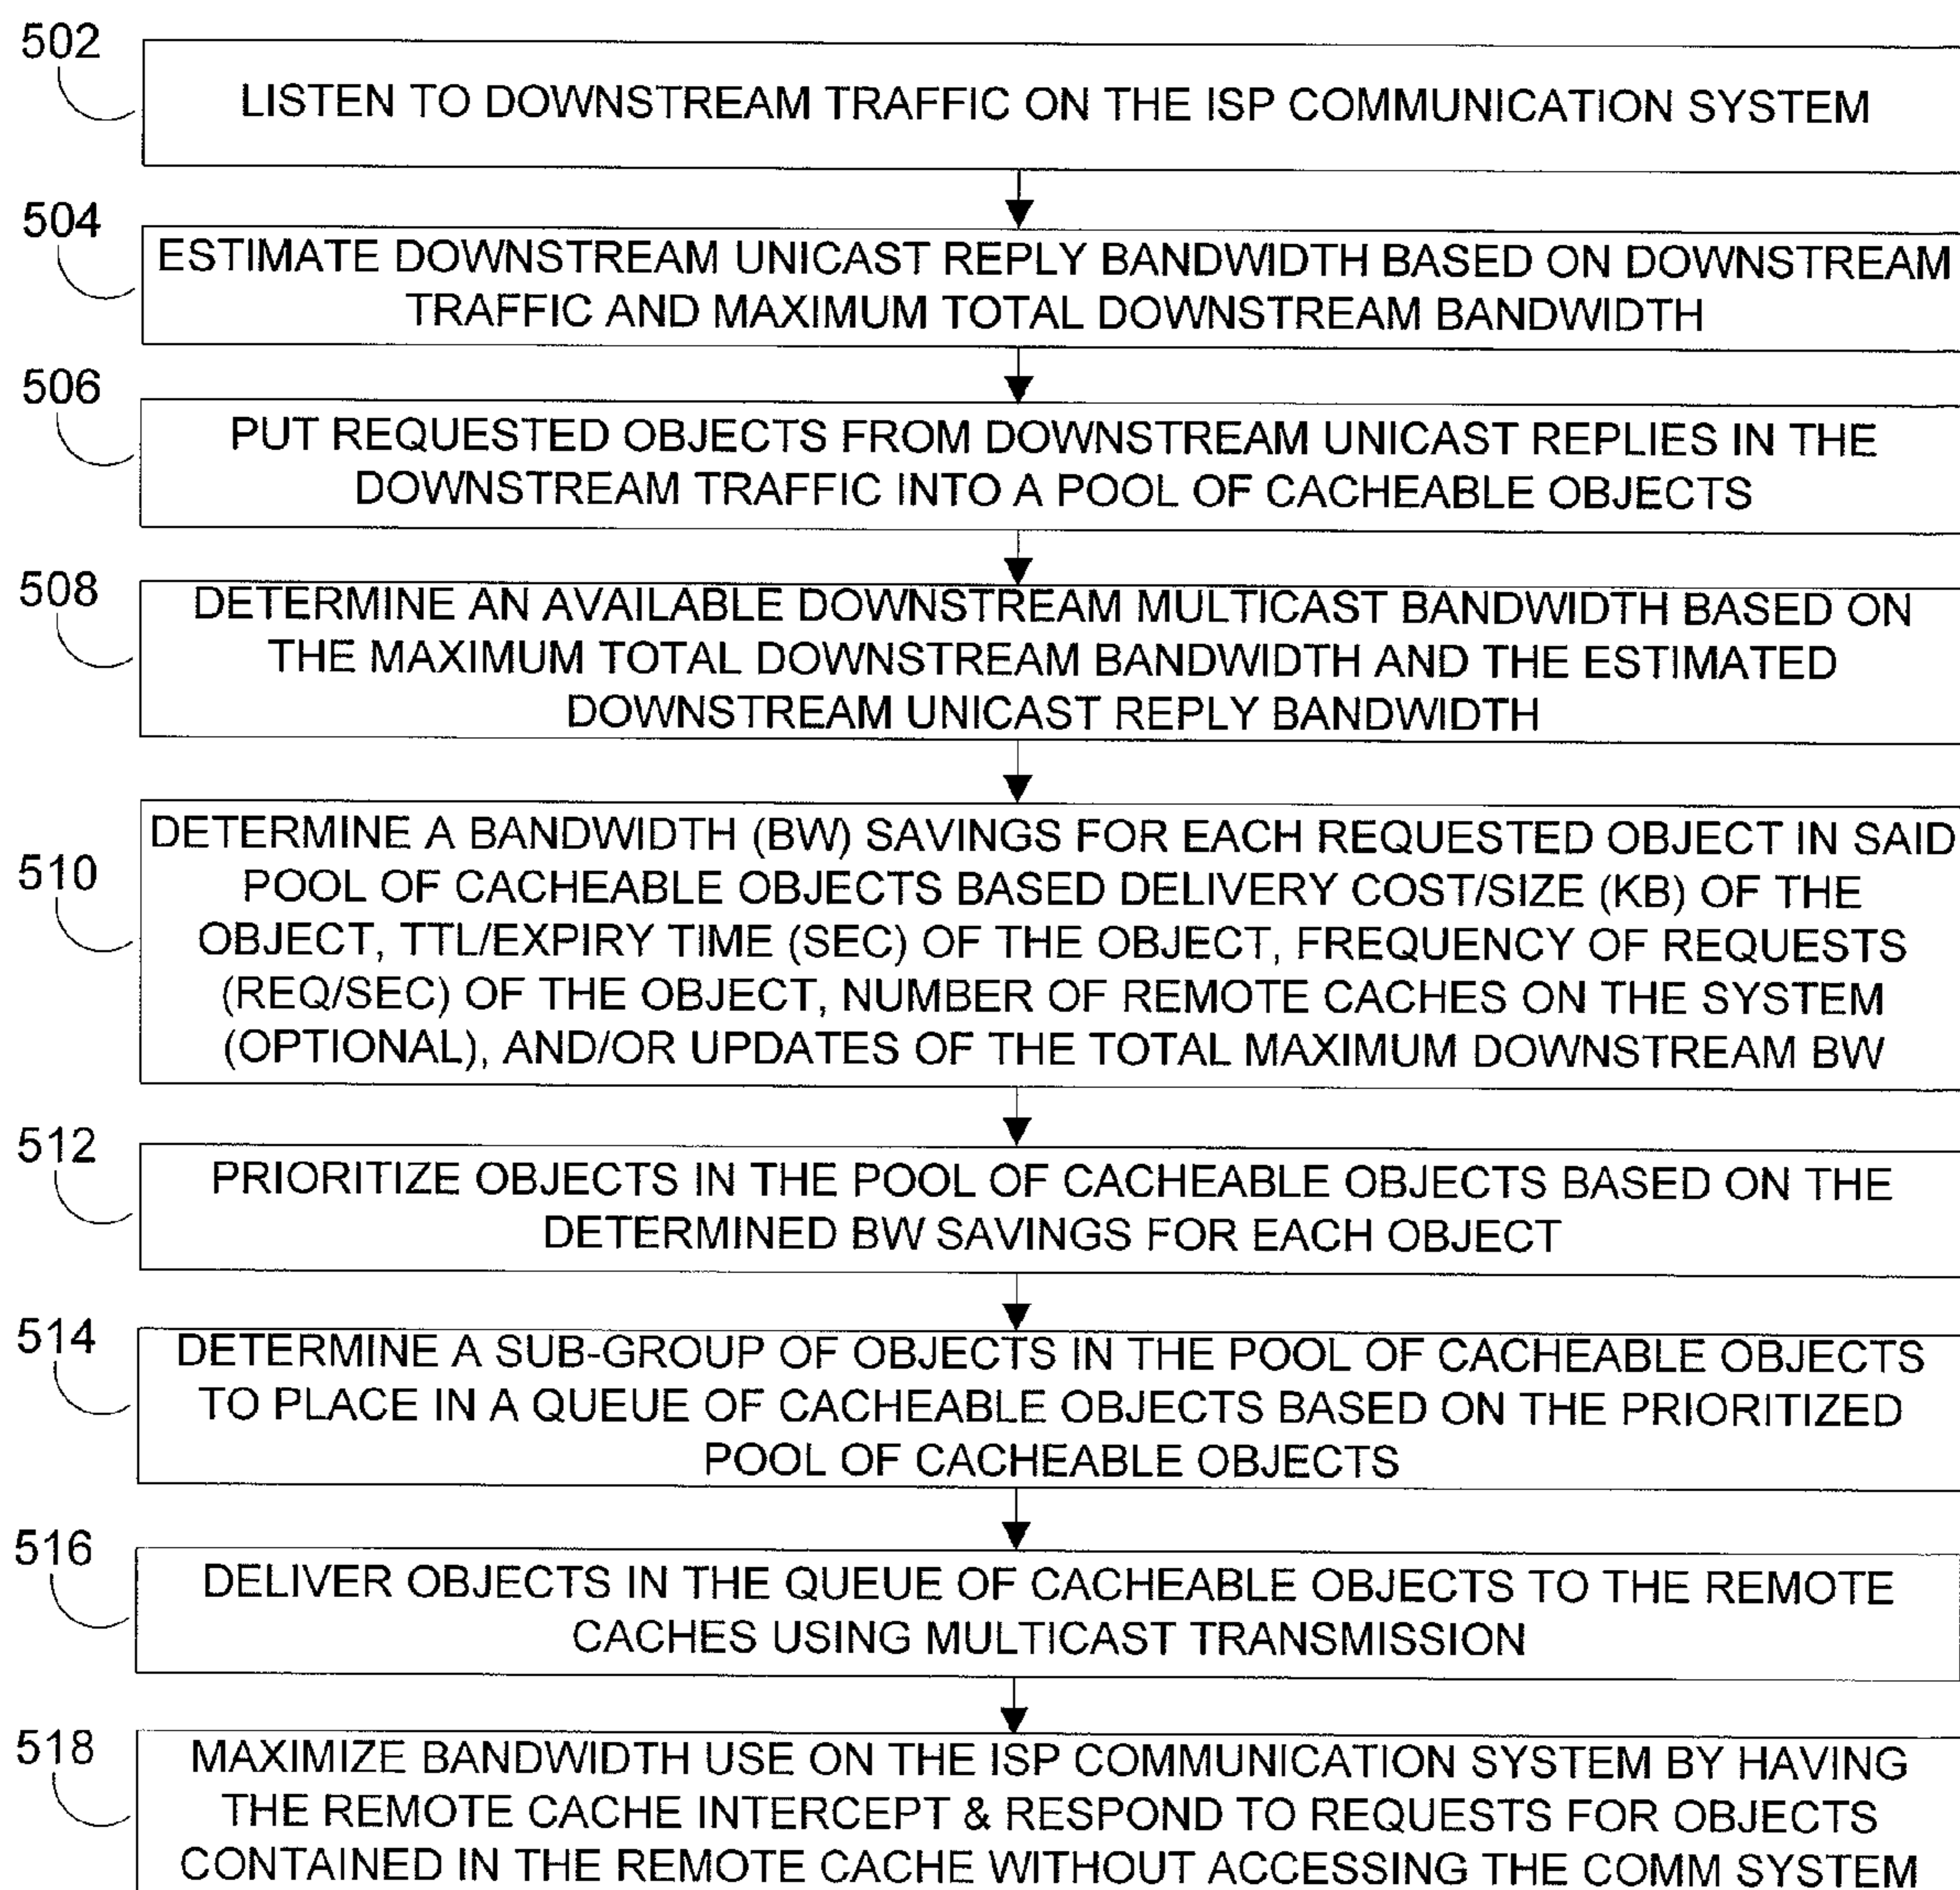 502
LISTEN TO DOWNSTREAM TRAFFIC ON THE ISP COMMUNICATION SYSTEM
504
ESTIMATE DOWNSTREAM UNICAST REPLY BANDWIDTH BASED ON DOWNSTREAM
TRAFFIC AND MAXIMUM TOTAL DOWNSTREAM BANDWIDTH
506
PUT REQUESTED OBJECTS FROM DOWNSTREAM UNICAST REPLIES IN THE
DOWNSTREAM TRAFFIC INTO A POOL OF CACHEABLE OBJECTS
508
DETERMINE AN AVAILABLE DOWNSTREAM MULTICAST BANDWIDTH BASED ON
THE MAXIMUM TOTAL DOWNSTREAM BANDWIDTH AND THE ESTIMATED
DOWNSTREAM UNICAST REPLY BANDWIDTH
510
DETERMINE A BANDWIDTH (BW) SAVINGS FOR EACH REQUESTED OBJECT IN SAID
POOL OF CACHEABLE OBJECTS BASED DELIVERY COST/SIZE (KB) OF THE
OBJECT, TTL/EXPIRY TIME (SEC) OF THE OBJECT, FREQUENCY OF REQUESTS
(REQ/SEC) OF THE OBJECT, NUMBER OF REMOTE CACHES ON THE SYSTEM
(OPTIONAL), AND/OR UPDATES OF THE TOTAL MAXIMUM DOWNSTREAM BW
512
PRIORITIZE OBJECTS IN THE POOL OF CACHEABLE OBJECTS BASED ON THE
DETERMINED BW SAVINGS FOR EACH OBJECT
514
DETERMINE A SUB-GROUP OF OBJECTS IN THE POOL OF CACHEABLE OBJECTS
TO PLACE IN A QUEUE OF CACHEABLE OBJECTS BASED ON THE PRIORITIZED
POOL OF CACHEABLE OBJECTS
516
DELIVER OBJECTS IN THE QUEUE OF CACHEABLE OBJECTS TO THE REMOTE
CACHES USING MULTICAST TRANSMISSION
518
MAXIMIZE BANDWIDTH USE ON THE ISP COMMUNICATION SYSTEM BY HAVING
THE REMOTE CACHE INTERCEPT & RESPOND TO REQUESTS FOR OBJECTS
CONTAINED IN THE REMOTE CACHE WITHOUT ACCESSING THE COMM SYSTEM